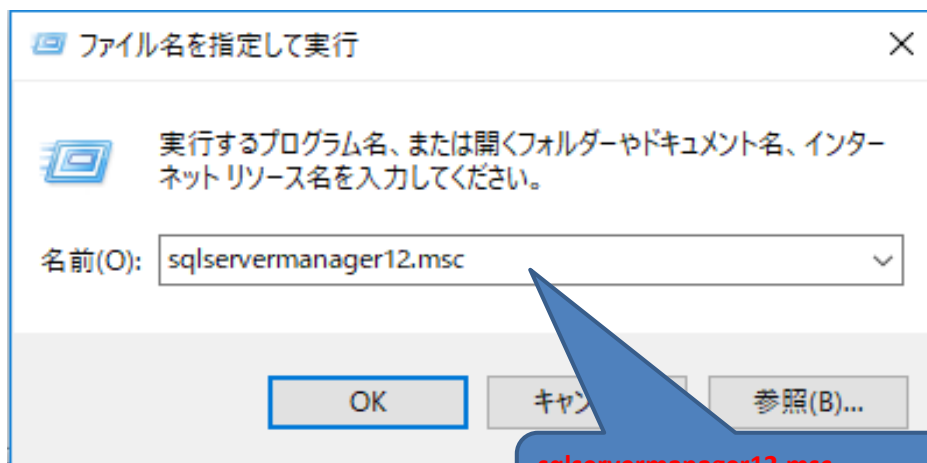 ファイル名を指定して実行
実行するプログラム名、または開くフォルダーやドキュメント名、インター
ネット リソース名を入力してください。
名前(O): sqlservermanager12.msc
OK キャン 参照(B)...